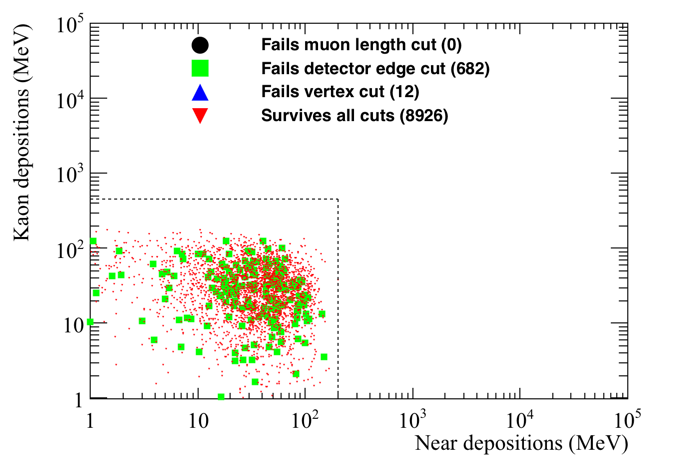 10^5
10^4
10^3
10^2
10
1
Kaon depositions (MeV)
Fails muon length cut (0)
Fails detector edge cut (682)
Fails vertex cut (12)
Survives all cuts (8926)
1 10 10^2 10^3 10^4 10^5
Near depositions (MeV)